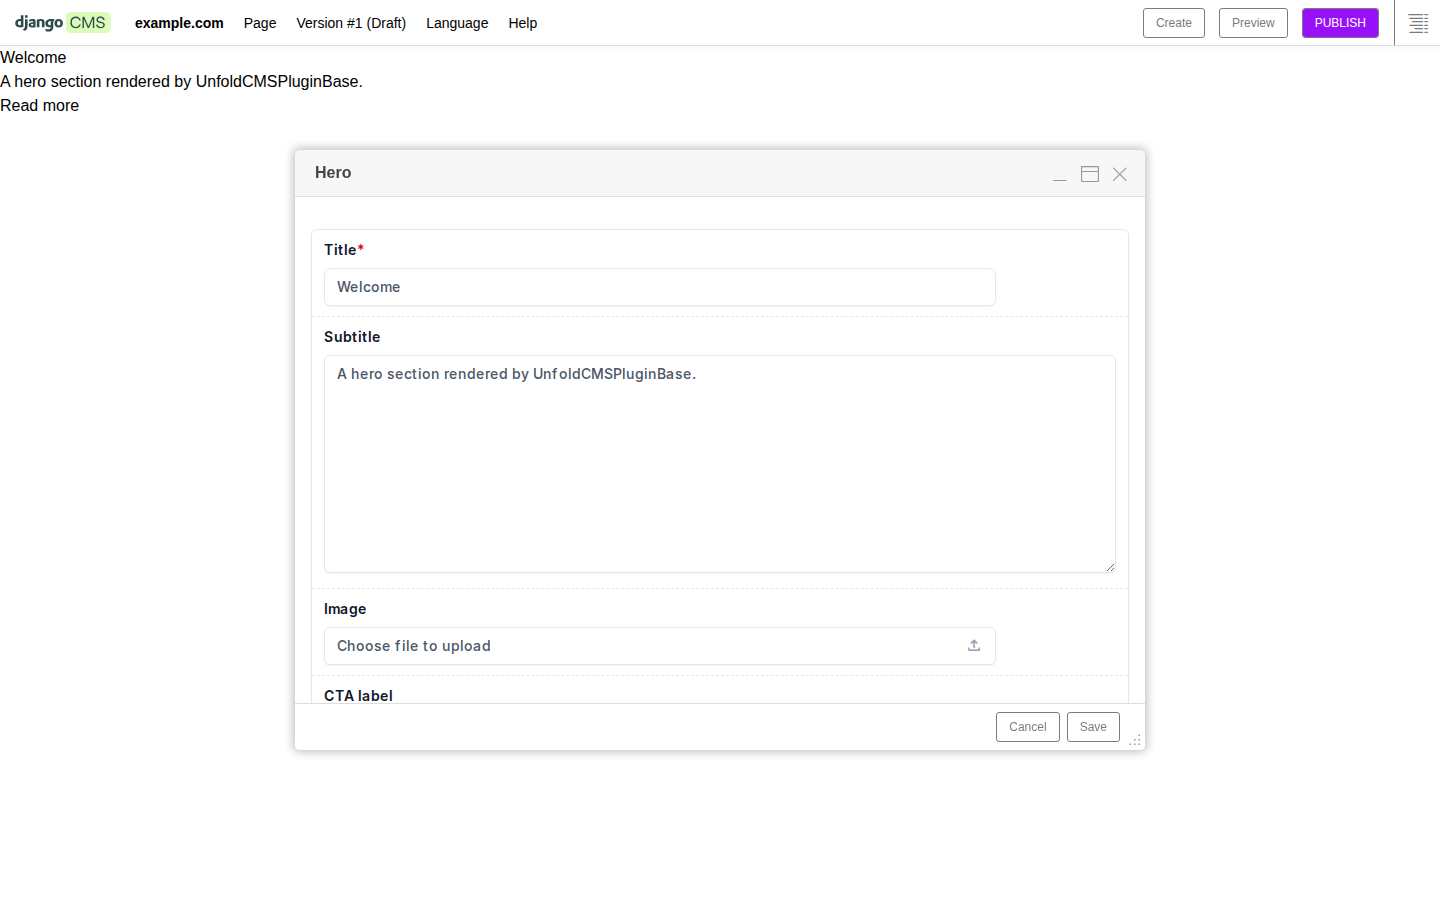 django CMS example.com Page Version #1 (Draft) Language Help Create Preview PUBLISH
Welcome
A hero section rendered by UnfoldCMSPluginBase.
Read more
Hero
Title*
Welcome
Subtitle
A hero section rendered by UnfoldCMSPluginBase.
Image
Choose file to upload
CTA label
Cancel Save